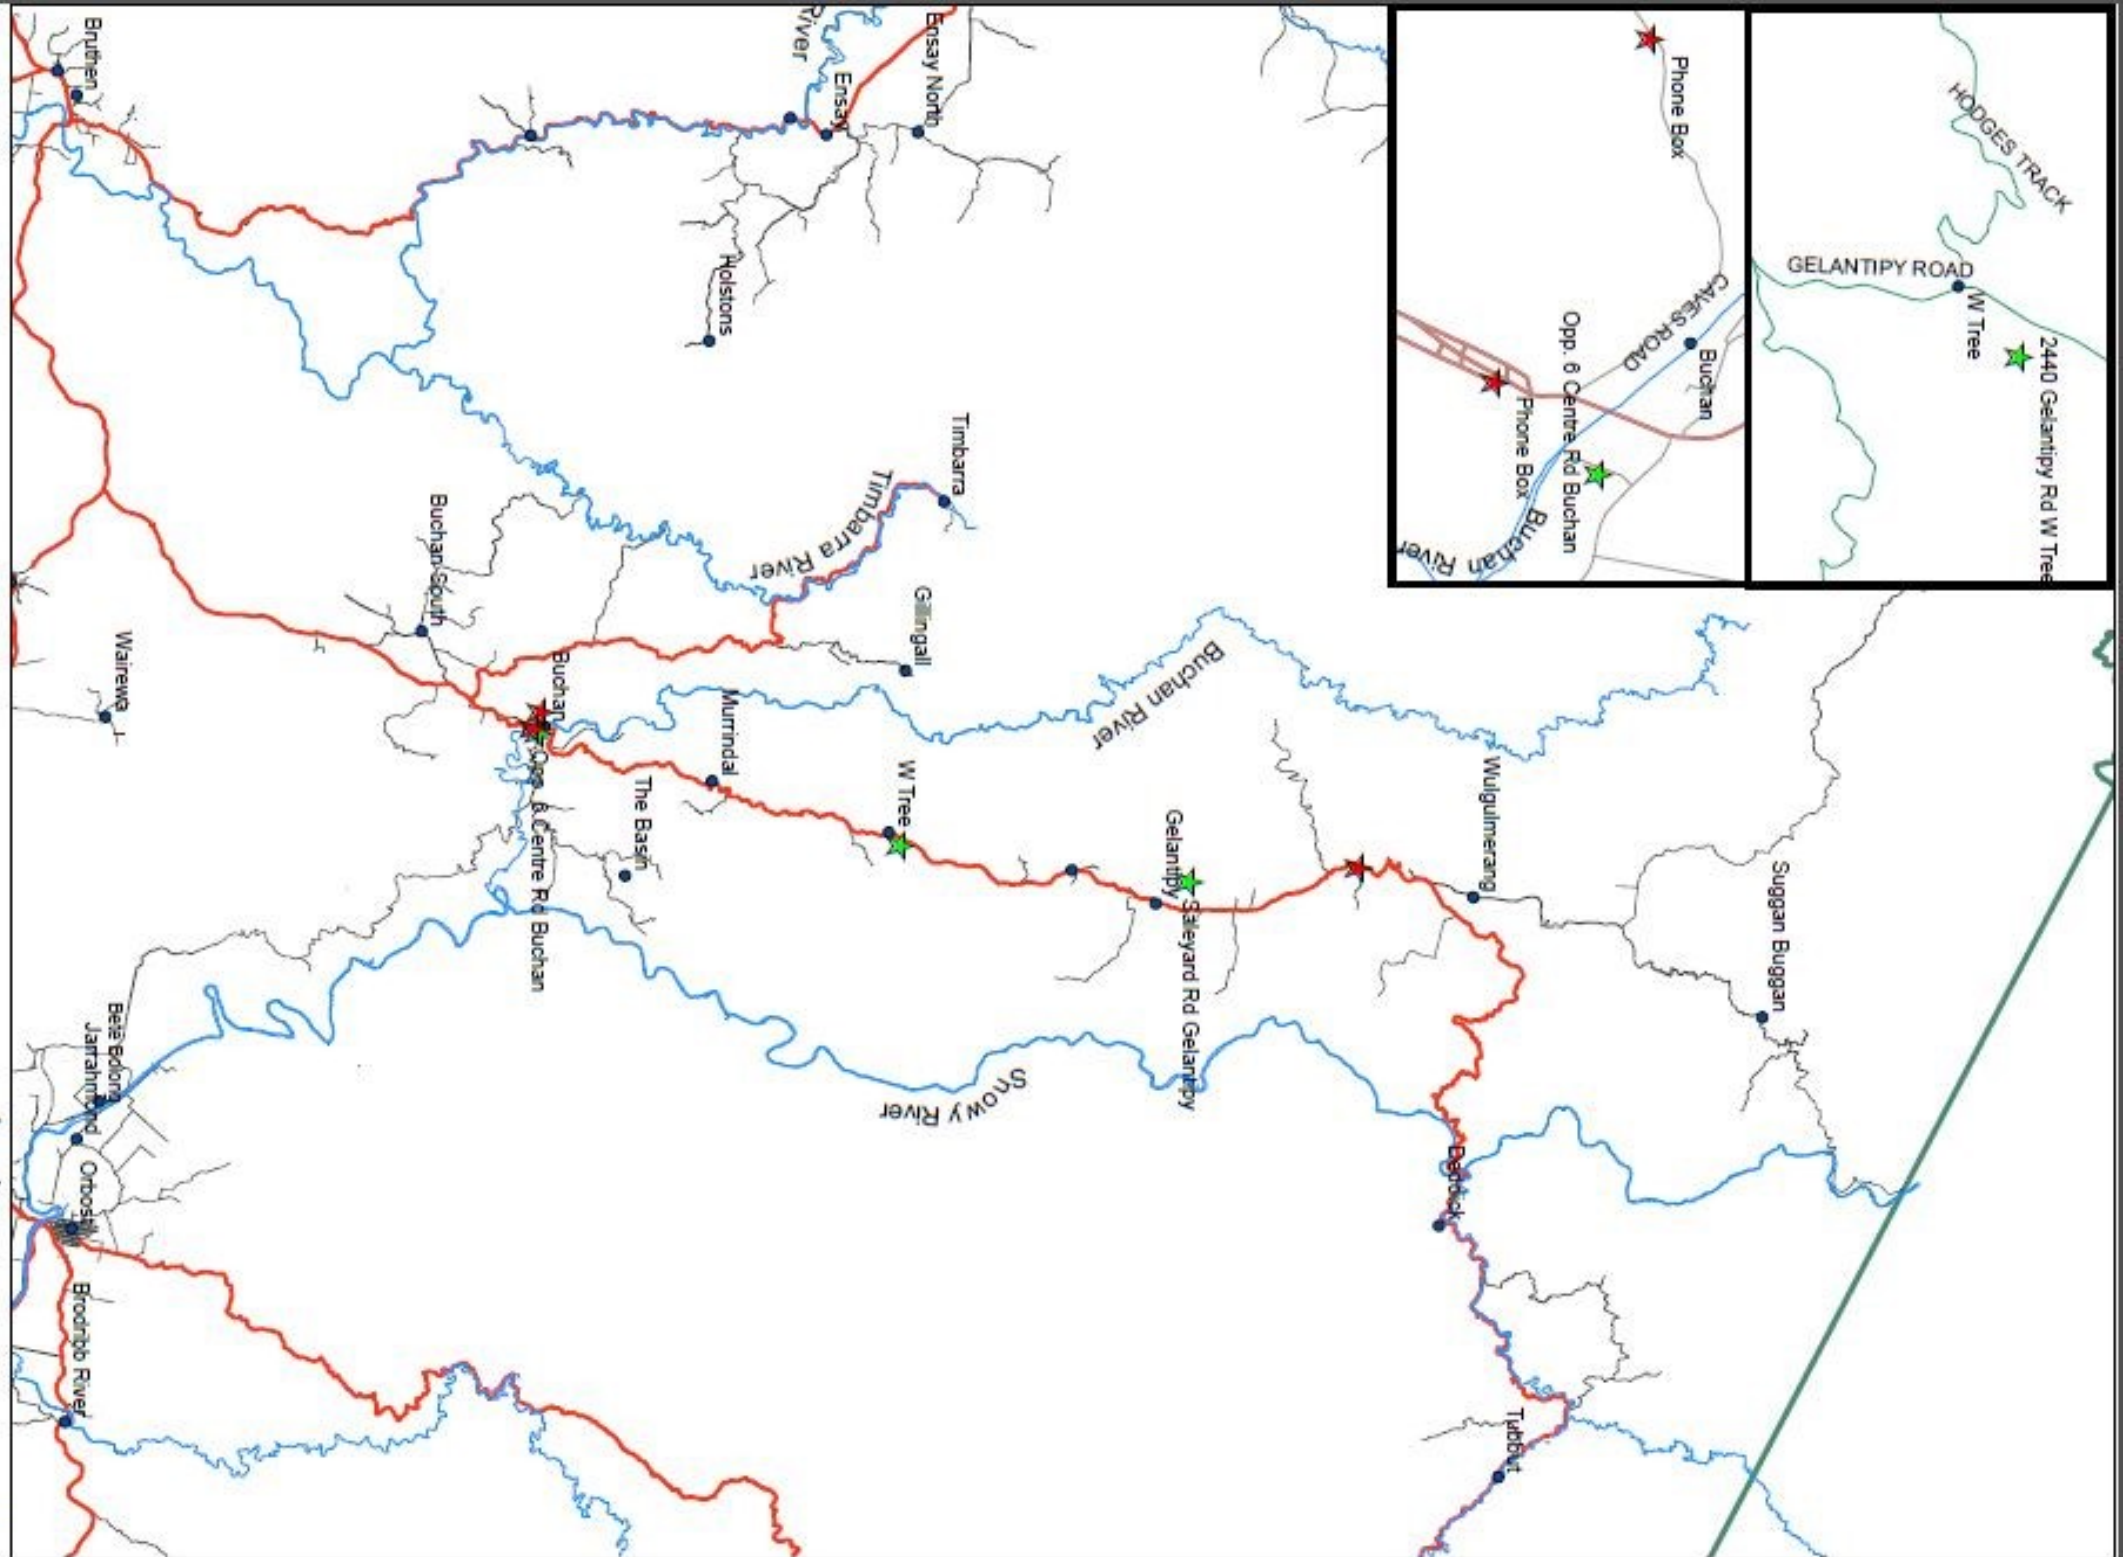 HODGES TRACK
GELANTIPY ROAD
W Tree
2440 Gelantipy Rd W Tree
Phone Box
CAVES ROAD
Buchan
Opp. 6 Centre Rd Buchan
Phone Box
Buchan River
Suggan Buggan
Wulgulmerang
Buchan River
Gelantipy
Saleyard Rd Gelantipy
Deddick
Tubbut
Snowy River
Ensay North
Ensay
River
Timbarra
Timbarra River
Gillingall
W Tree
Holstons
Murrindal
The Basin
Buchan
Opp. 6 Centre Rd Buchan
Buchan South
Bruthen
Wairewa
Bete Bolong
Jarrahmond
Orbost
Brodribb River